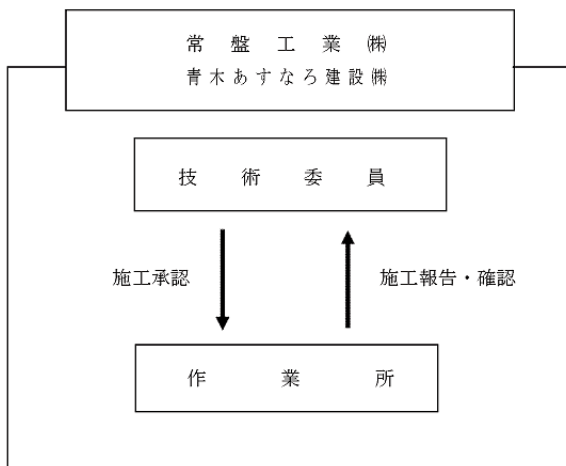 常盤工業㈱
青木あすなろ建設㈱
技術委員
施工承認
施工報告・確認
作業所